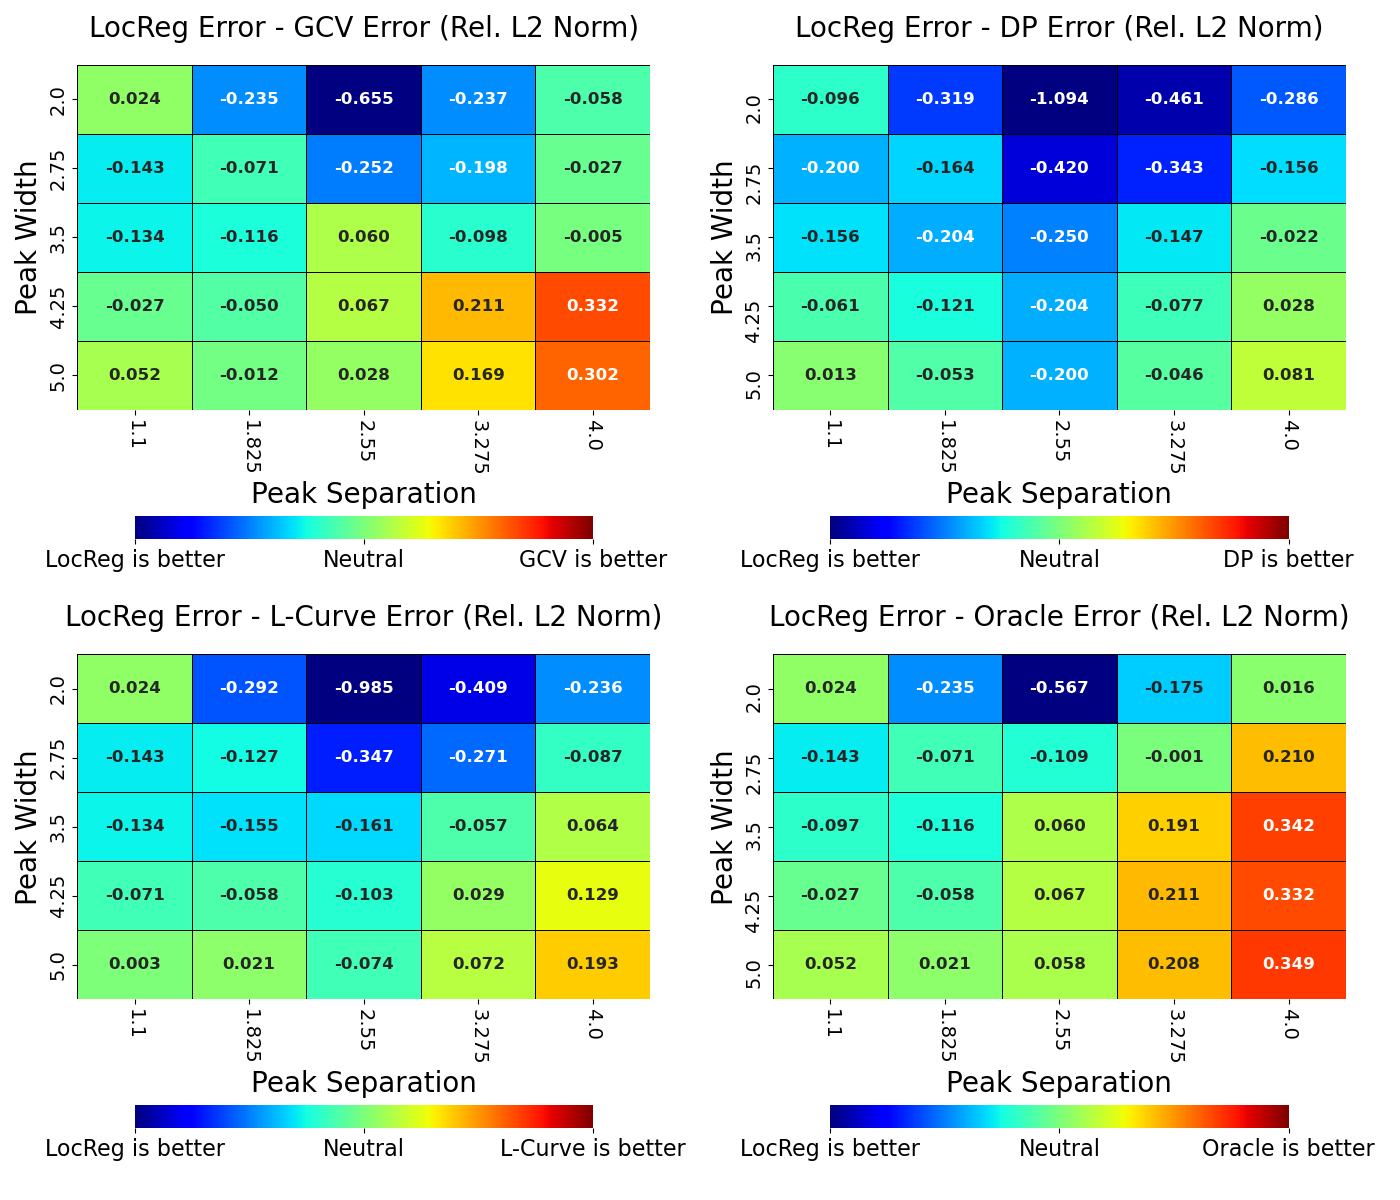 LocReg Error - GCV Error (Rel. L2 Norm)
Peak Width
2.0 0.024 -0.235 -0.655 -0.237 -0.058
2.75 -0.143 -0.071 -0.252 -0.198 -0.027
3.5 -0.134 -0.116 0.060 -0.098 -0.005
4.25 -0.027 -0.050 0.067 0.211 0.332
5.0 0.052 -0.012 0.028 0.169 0.302
1.1 1.825 2.55 3.275 4.0
Peak Separation
LocReg is better Neutral GCV is better
LocReg Error - DP Error (Rel. L2 Norm)
Peak Width
2.0 -0.096 -0.319 -1.094 -0.461 -0.286
2.75 -0.200 -0.164 -0.420 -0.343 -0.156
3.5 -0.156 -0.204 -0.250 -0.147 -0.022
4.25 -0.061 -0.121 -0.204 -0.077 0.028
5.0 0.013 -0.053 -0.200 -0.046 0.081
1.1 1.825 2.55 3.275 4.0
Peak Separation
LocReg is better Neutral DP is better
LocReg Error - L-Curve Error (Rel. L2 Norm)
Peak Width
2.0 0.024 -0.292 -0.985 -0.409 -0.236
2.75 -0.143 -0.127 -0.347 -0.271 -0.087
3.5 -0.134 -0.155 -0.161 -0.057 0.064
4.25 -0.071 -0.058 -0.103 0.029 0.129
5.0 0.003 0.021 -0.074 0.072 0.193
1.1 1.825 2.55 3.275 4.0
Peak Separation
LocReg is better Neutral L-Curve is better
LocReg Error - Oracle Error (Rel. L2 Norm)
Peak Width
2.0 0.024 -0.235 -0.567 -0.175 0.016
2.75 -0.143 -0.071 -0.109 -0.001 0.210
3.5 -0.097 -0.116 0.060 0.191 0.342
4.25 -0.027 -0.058 0.067 0.211 0.332
5.0 0.052 0.021 0.058 0.208 0.349
1.1 1.825 2.55 3.275 4.0
Peak Separation
LocReg is better Neutral Oracle is better